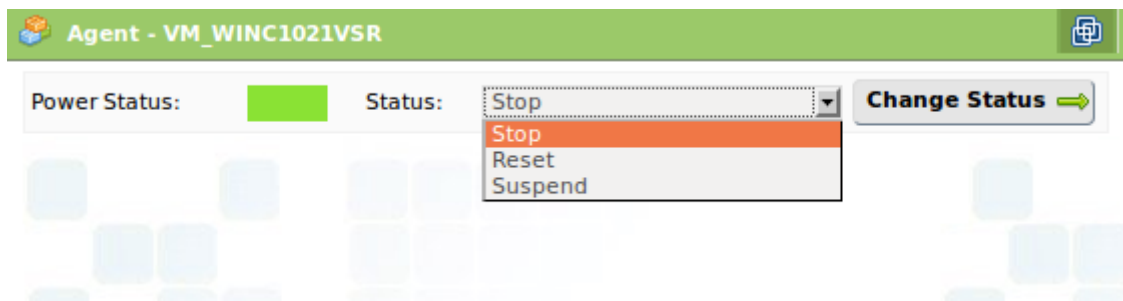 Agent - VM_WINC1021VSR
Power Status: Status: Stop Change Status
Stop
Reset
Suspend